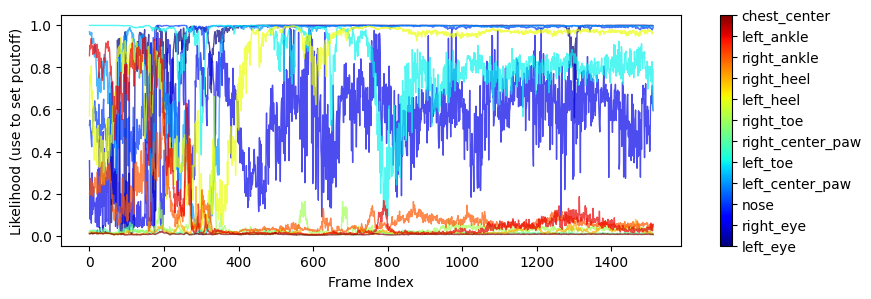 Likelihood (use to set pcutoff)
1.0
0.8
0.6
0.4
0.2
0.0
0
200
400
600
800
1000
1200
1400
Frame Index
chest_center
left_ankle
right_ankle
right_heel
left_heel
right_toe
right_center_paw
left_toe
left_center_paw
nose
right_eye
left_eye